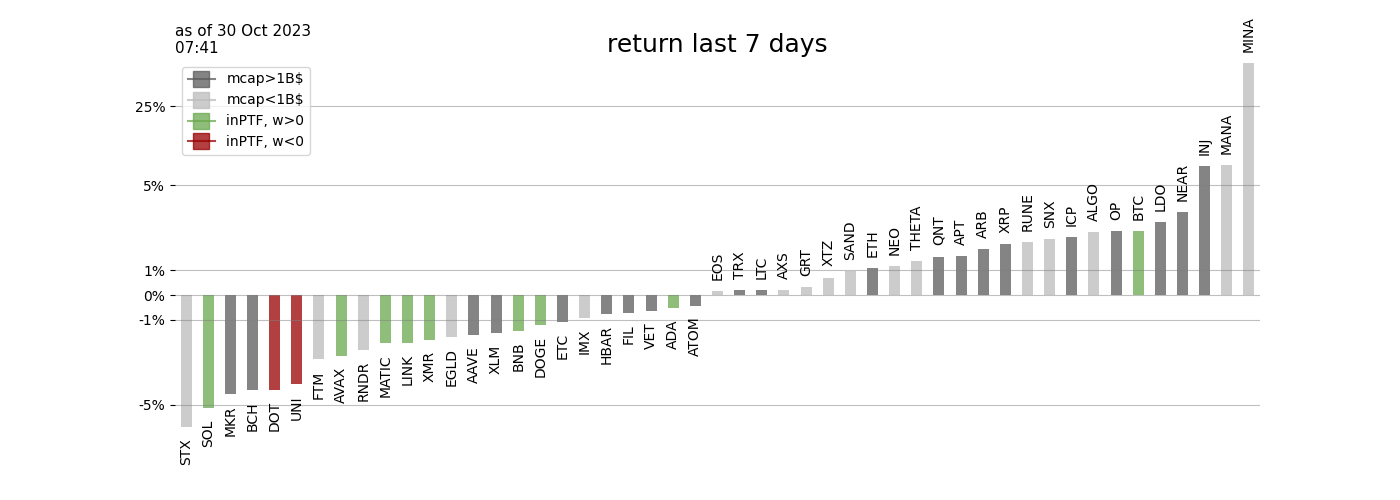 as of 30 Oct 2023
07:41
return last 7 days
mcap>1B$
mcap<1B$
inPTF, w>0
inPTF, w<0
25%
5%
1%
0%
-1%
-5%
STX
SOL
MKR
BCH
DOT
UNI
FTM
AVAX
RNDR
MATIC
LINK
XMR
EGLD
AAVE
XLM
BNB
DOGE
ETC
IMX
HBAR
FIL
VET
ADA
ATOM
EOS
TRX
LTC
AXS
GRT
XTZ
SAND
ETH
NEO
THETA
QNT
APT
ARB
XRP
RUNE
SNX
ICP
ALGO
OP
BTC
LDO
NEAR
INJ
MANA
MINA